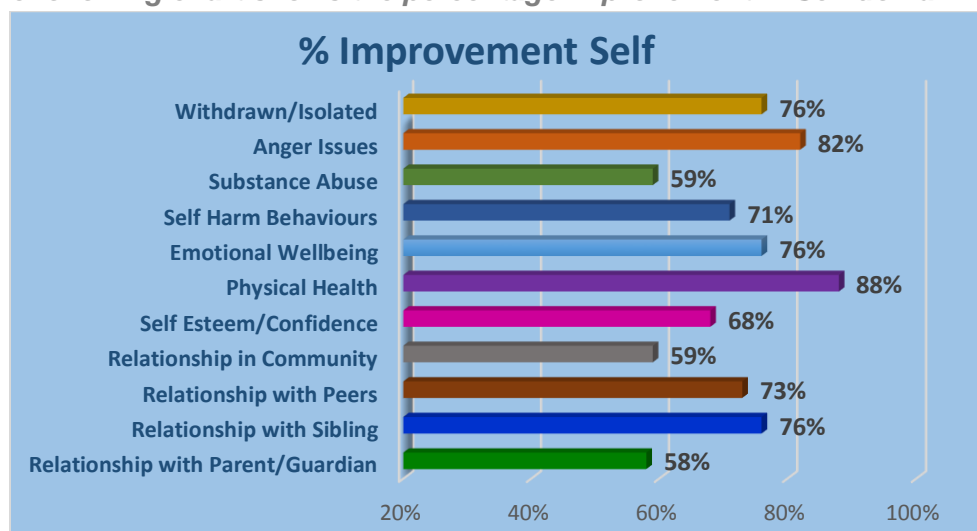 % Improvement Self
Withdrawn/Isolated 76%
Anger Issues 82%
Substance Abuse 59%
Self Harm Behaviours 71%
Emotional Wellbeing 76%
Physical Health 88%
Self Esteem/Confidence 68%
Relationship in Community 59%
Relationship with Peers 73%
Relationship with Sibling 76%
Relationship with Parent/Guardian 58%
20% 40% 60% 80% 100%